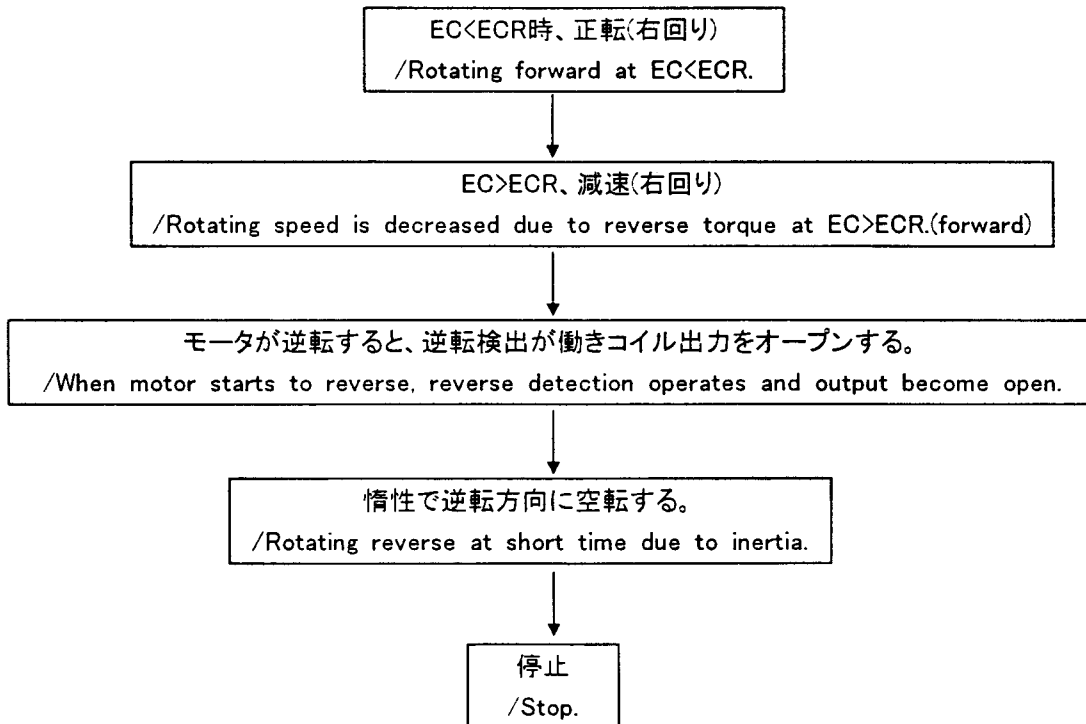 EC<ECR時、正転(右回り)
/Rotating forward at EC<ECR.
EC>ECR、減速(右回り)
/Rotating speed is decreased due to reverse torque at EC>ECR.(forward)
モータが逆転すると、逆転検出が働きコイル出力をオープンする。
/When motor starts to reverse, reverse detection operates and output become open.
惰性で逆転方向に空転する。
/Rotating reverse at short time due to inertia.
停止
/Stop.